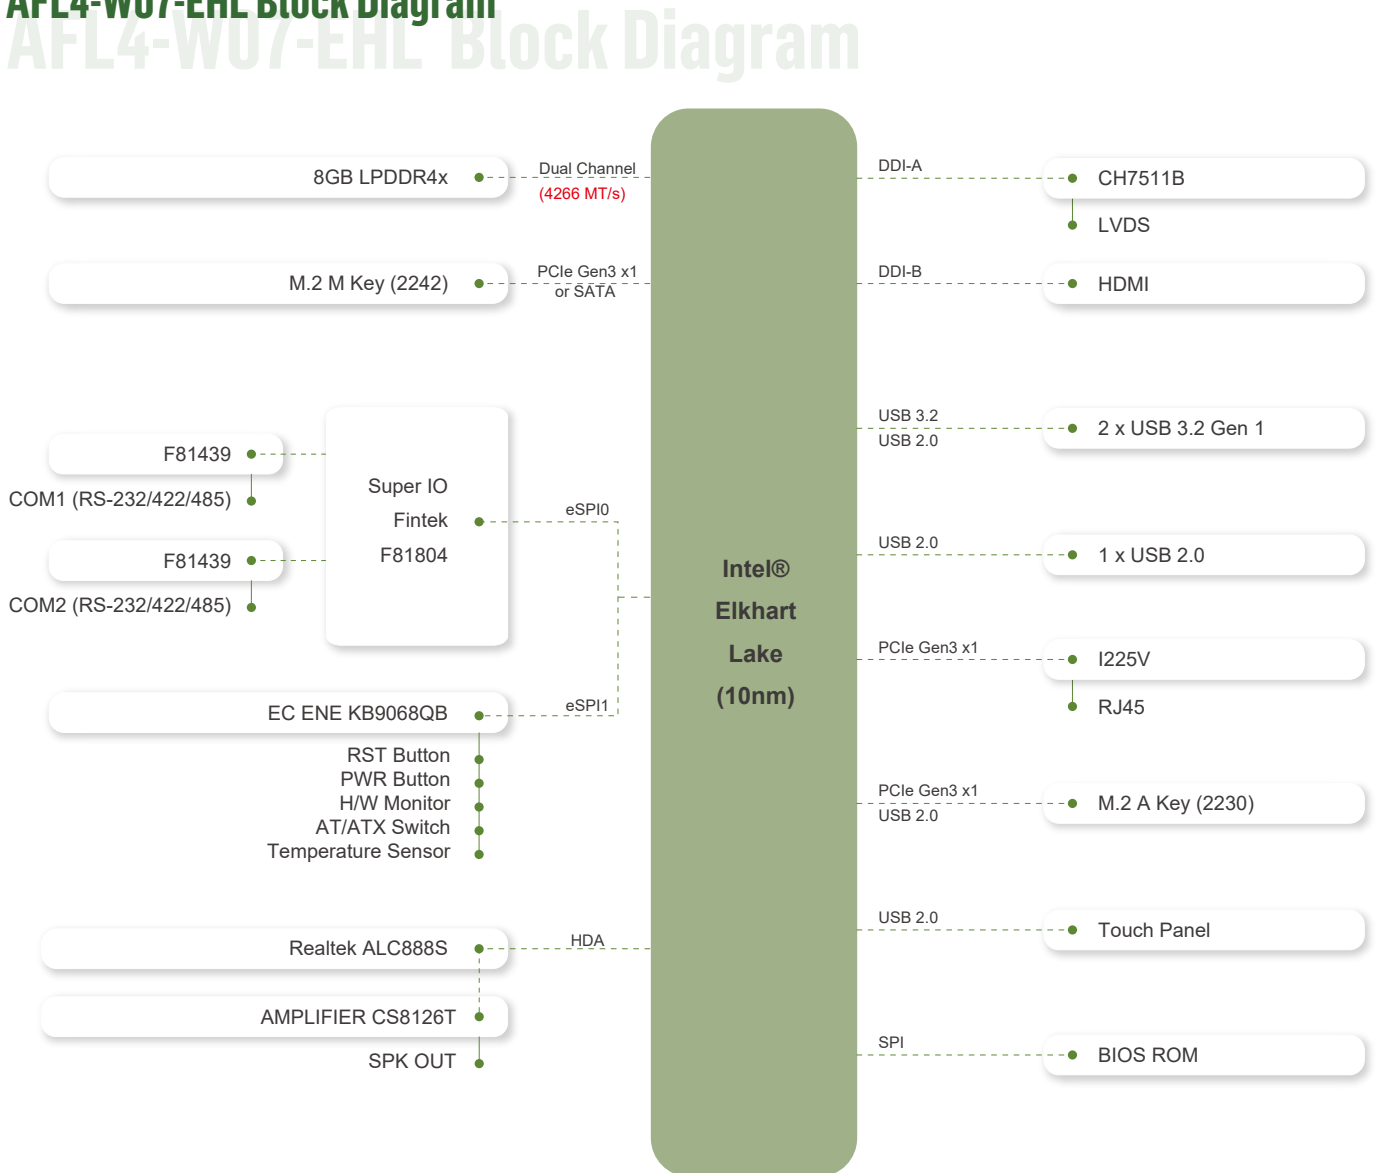 AFL4-W07-EHL Block Diagram
AFL4-W07-EHL Block Diagram
8GB LPDDR4x
Dual Channel
(4266 MT/s)
M.2 M Key (2242)
PCIe Gen3 x1
or SATA
F81439
COM1 (RS-232/422/485)
F81439
COM2 (RS-232/422/485)
Super IO
Fintek
F81804
eSPI0
EC ENE KB9068QB
eSPI1
RST Button
PWR Button
H/W Monitor
AT/ATX Switch
Temperature Sensor
Realtek ALC888S
HDA
AMPLIFIER CS8126T
SPK OUT
Intel®
Elkhart
Lake
(10nm)
DDI-A
CH7511B
LVDS
DDI-B
HDMI
USB 3.2
USB 2.0
2 x USB 3.2 Gen 1
USB 2.0
1 x USB 2.0
PCIe Gen3 x1
I225V
RJ45
PCIe Gen3 x1
USB 2.0
M.2 A Key (2230)
USB 2.0
Touch Panel
SPI
BIOS ROM